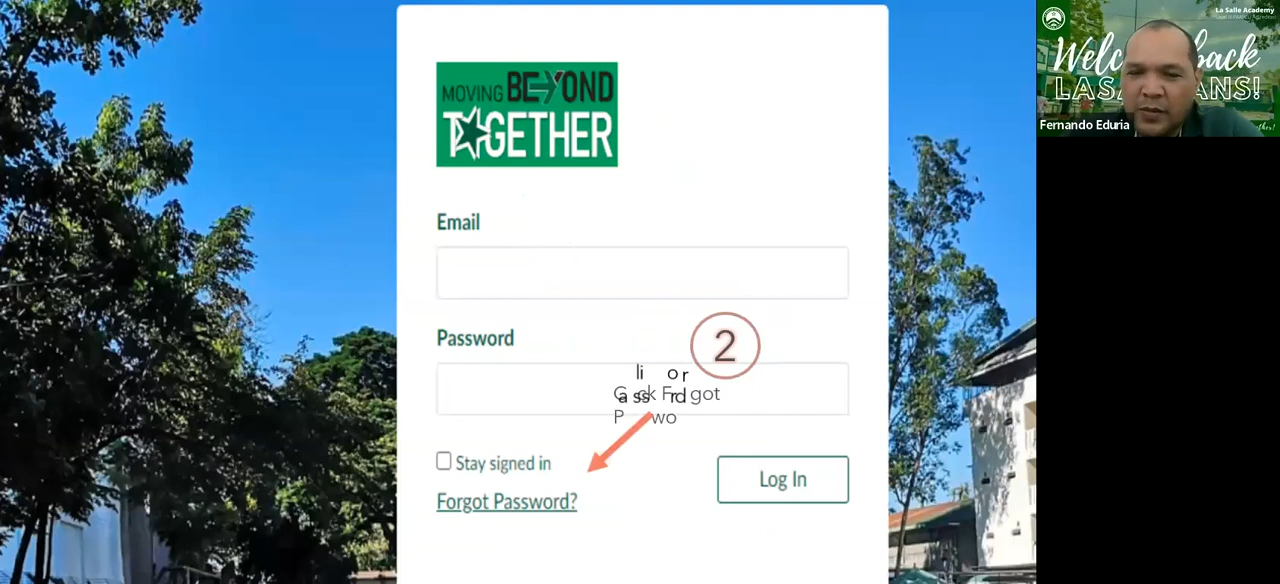 MOVING BEYOND
TOGETHER
Email
Password
2
Stay signed in
Forgot Password?
Log In
La Salle Academy
Welcome back
LASALLIANS!
Fernando Eduria